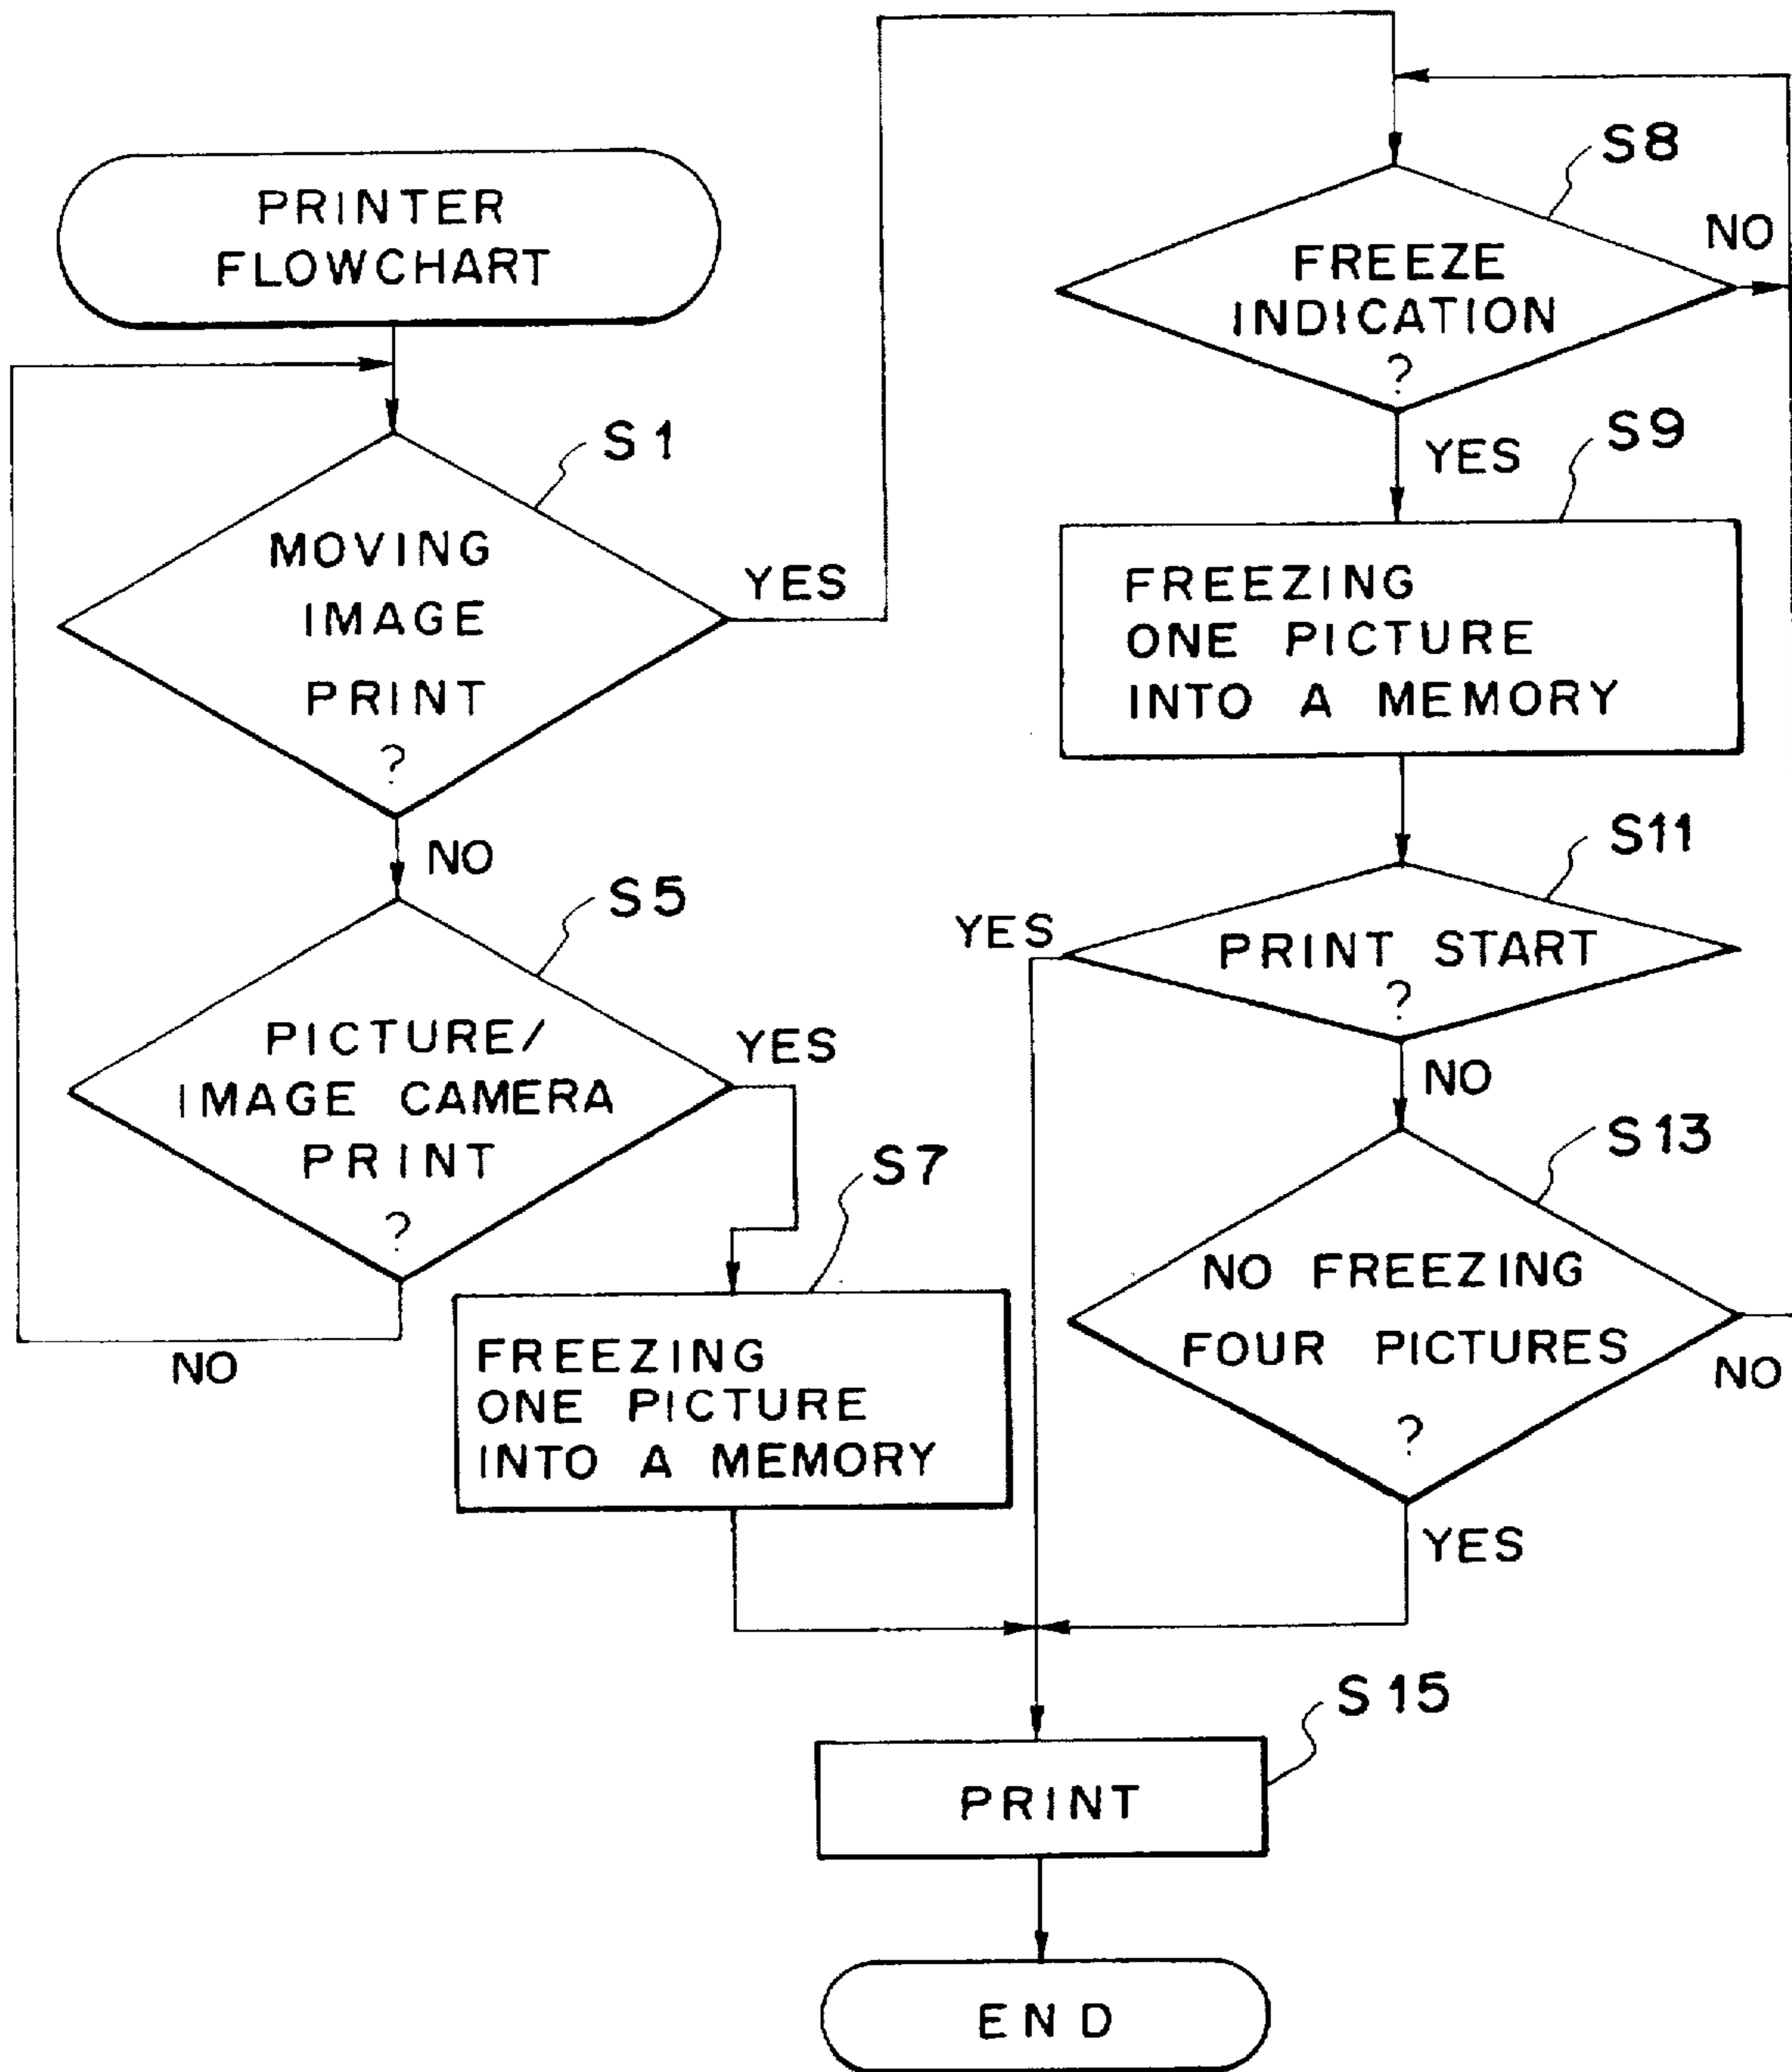 PRINTER
FLOWCHART
S1
MOVING
IMAGE
PRINT
?
YES
NO
S5
PICTURE/
IMAGE CAMERA
PRINT
?
YES
NO
S7
FREEZING
ONE PICTURE
INTO A MEMORY
S8
FREEZE
INDICATION
?
NO
YES
S9
FREEZING
ONE PICTURE
INTO A MEMORY
S11
PRINT START
?
YES
NO
S13
NO FREEZING
FOUR PICTURES
?
NO
YES
S15
PRINT
END